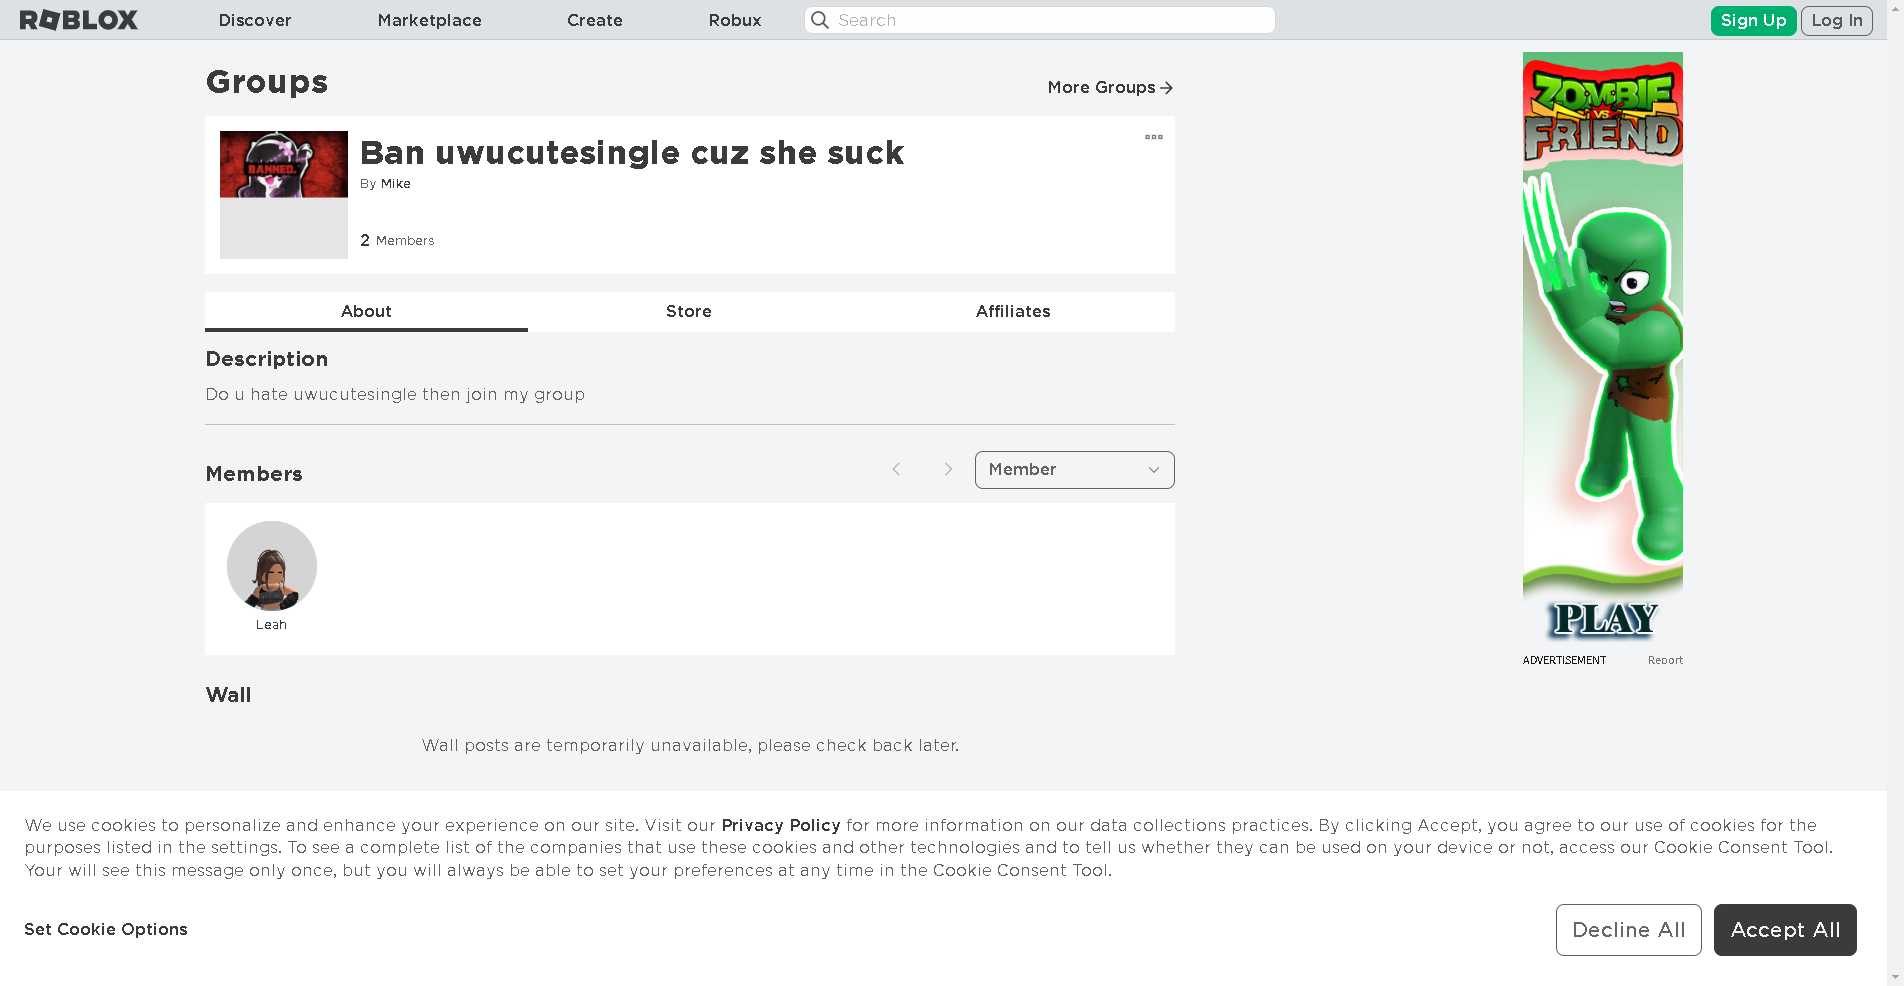 ROBLOX Discover Marketplace Create Robux Search Sign Up Log In
Groups
More Groups
BANNED.
Ban uwucutesingle cuz she suck
By Mike
2 Members
About Store Affiliates
Description
Do u hate uwucutesingle then join my group
Members
Member
Leah
Wall
Wall posts are temporarily unavailable, please check back later.
ZOMBIE
VS
FRIEND
PLAY
ADVERTISEMENT Report
We use cookies to personalize and enhance your experience on our site. Visit our Privacy Policy for more information on our data collections practices. By clicking Accept, you agree to our use of cookies for the
purposes listed in the settings. To see a complete list of the companies that use these cookies and other technologies and to tell us whether they can be used on your device or not, access our Cookie Consent Tool.
Your will see this message only once, but you will always be able to set your preferences at any time in the Cookie Consent Tool.
Set Cookie Options
Decline All
Accept All